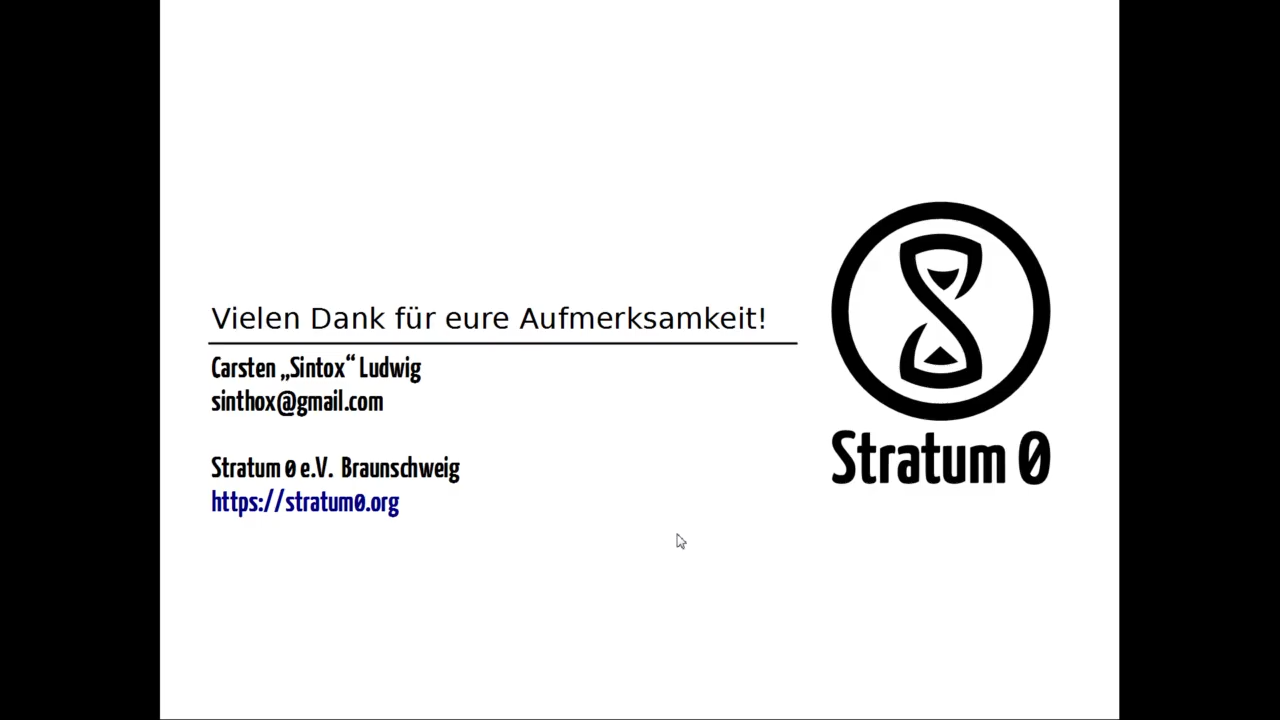 Vielen Dank für eure Aufmerksamkeit!
Carsten „Sintox“ Ludwig
sinthox@gmail.com
Stratum 0 e.V. Braunschweig
https://stratum0.org
Stratum 0